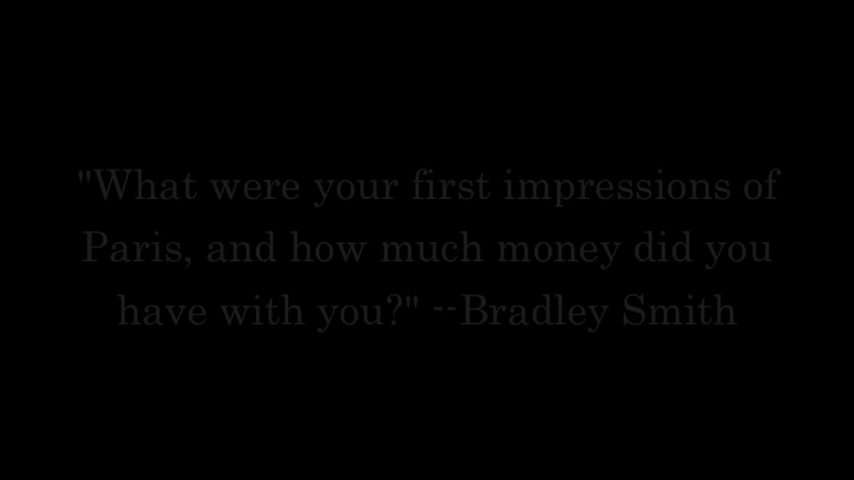 "What were your first impressions of
Paris, and how much money did you
have with you?" --Bradley Smith